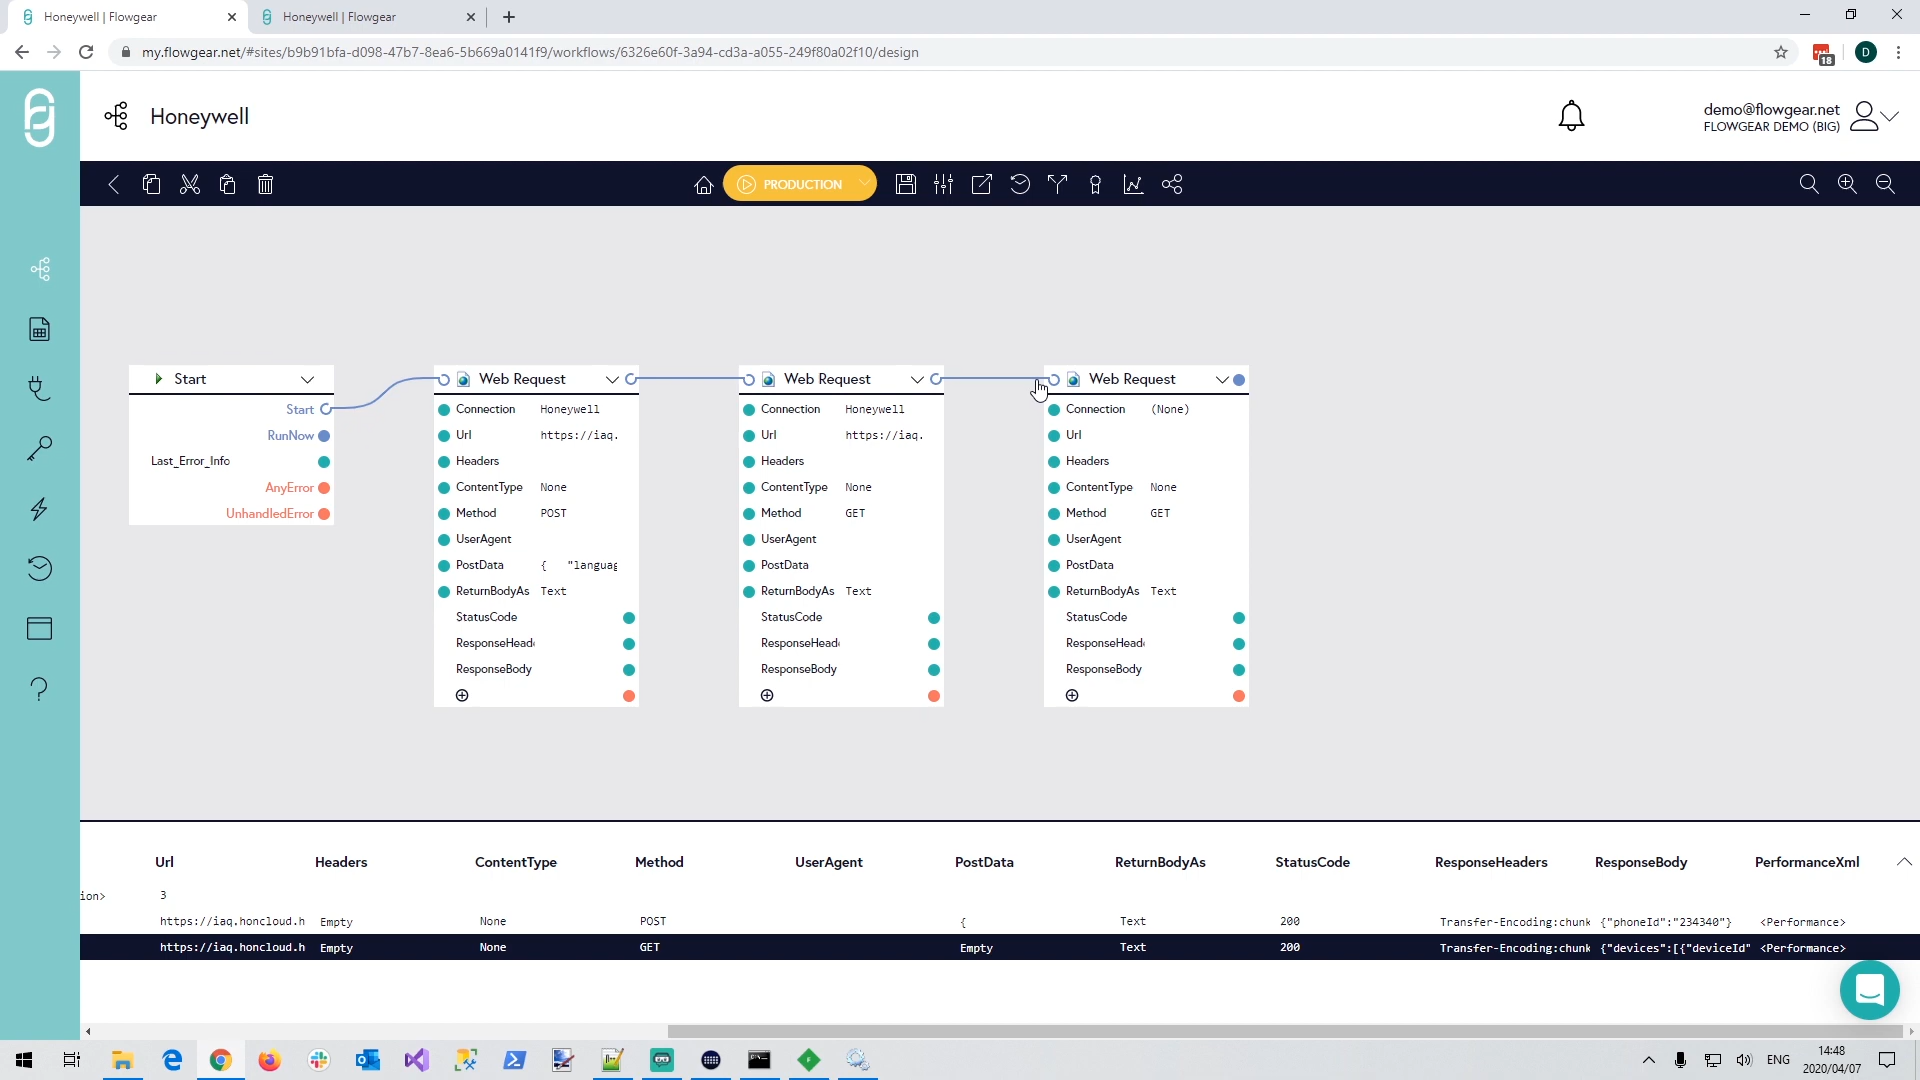 Honeywell | Flowgear
Honeywell | Flowgear
my.flowgear.net/#sites/b9b91bfa-d098-47b7-8ea6-5b669a0141f9/workflows/6326e60f-3a94-cd3a-a055-249f80a02f10/design
18
D
Honeywell
demo@flowgear.net
FLOWGEAR DEMO (BIG)
PRODUCTION
Start
Start
RunNow
Last_Error_Info
AnyError
UnhandledError
Web Request
Connection Honeywell
Url https://iaq.
Headers
ContentType None
Method POST
UserAgent
PostData { "languag
ReturnBodyAs Text
StatusCode
ResponseHead
ResponseBody
Web Request
Connection Honeywell
Url https://iaq.
Headers
ContentType None
Method GET
UserAgent
PostData
ReturnBodyAs Text
StatusCode
ResponseHead
ResponseBody
Web Request
Connection (None)
Url
Headers
ContentType None
Method GET
UserAgent
PostData
ReturnBodyAs Text
StatusCode
ResponseHead
ResponseBody
Url Headers ContentType Method UserAgent PostData ReturnBodyAs StatusCode ResponseHeaders ResponseBody PerformanceXml
ion> 3
https://iaq.honcloud.h Empty None POST { Text 200 Transfer-Encoding:chunk {"phoneId":"234340"} <Performance>
https://iaq.honcloud.h Empty None GET Empty Text 200 Transfer-Encoding:chunk {"devices":[{"deviceId" <Performance>
ENG
14:48
2020/04/07